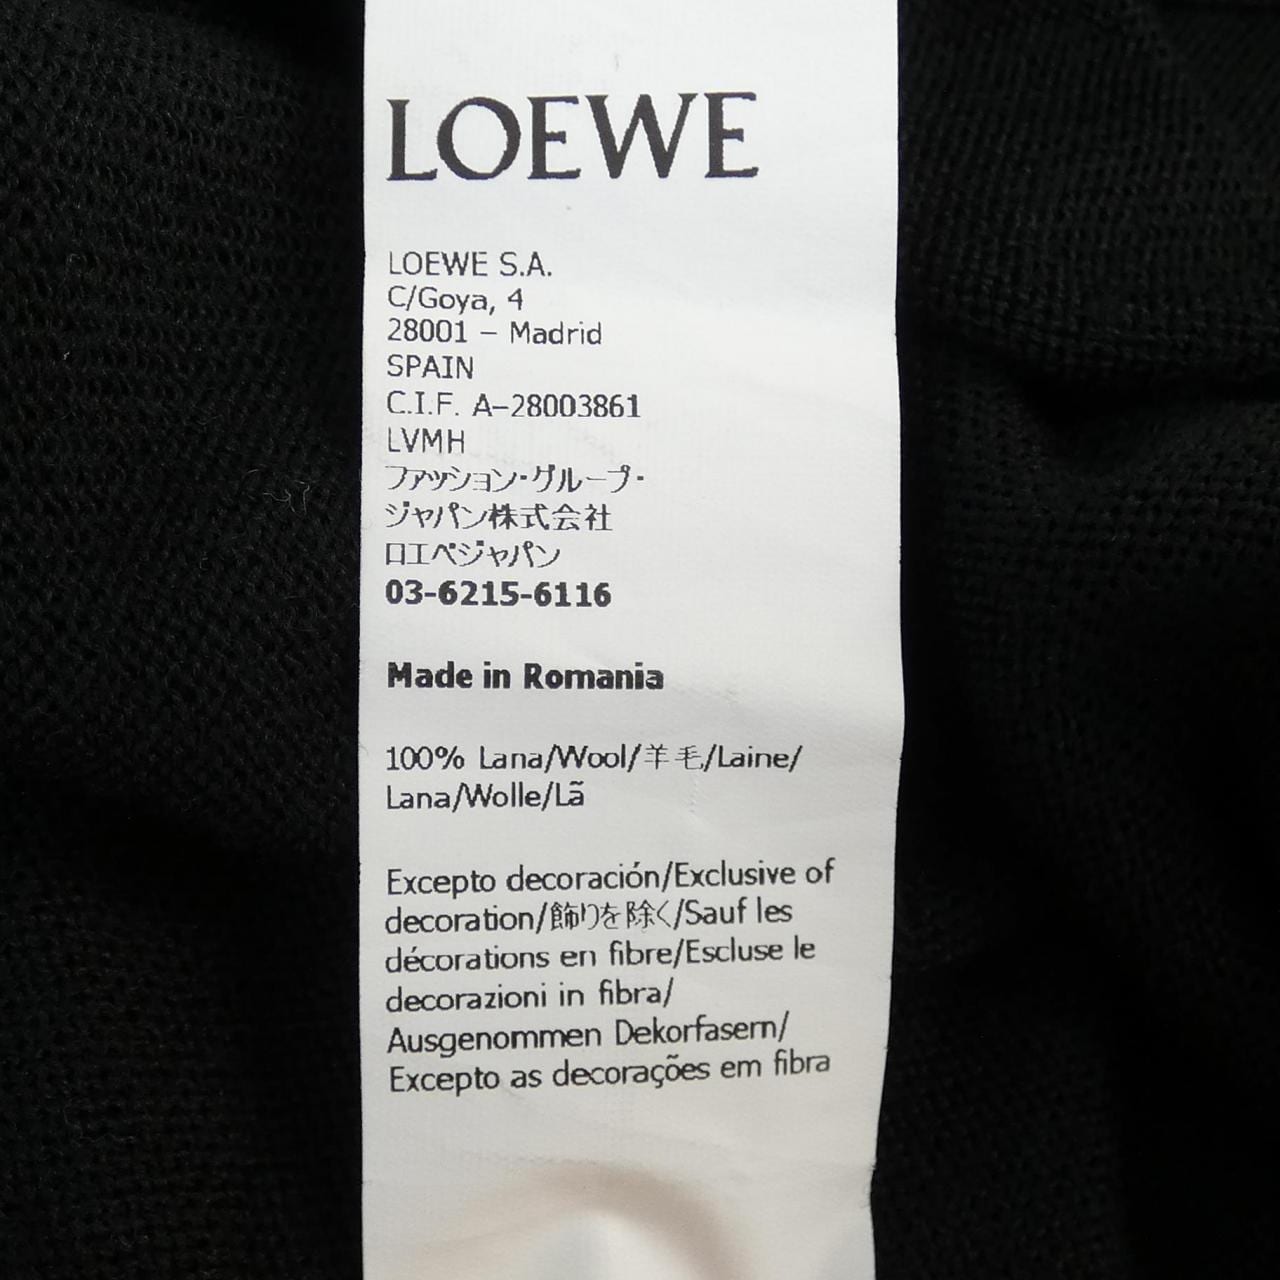 LOEWE
LOEWE S.A.
C/Goya, 4
28001 – Madrid
SPAIN
C.I.F. A–28003861
LVMH
ファッション・グループ・
ジャパン株式会社
ロエベジャパン
03-6215-6116
Made in Romania
100% Lana/Wool/羊毛/Laine/
Lana/Wolle/Lã
Excepto decoración/Exclusive of
decoration/飾りを除く/Sauf les
décorations en fibre/Escluse le
decorazioni in fibra/
Ausgenommen Dekorfasern/
Excepto as decorações em fibra